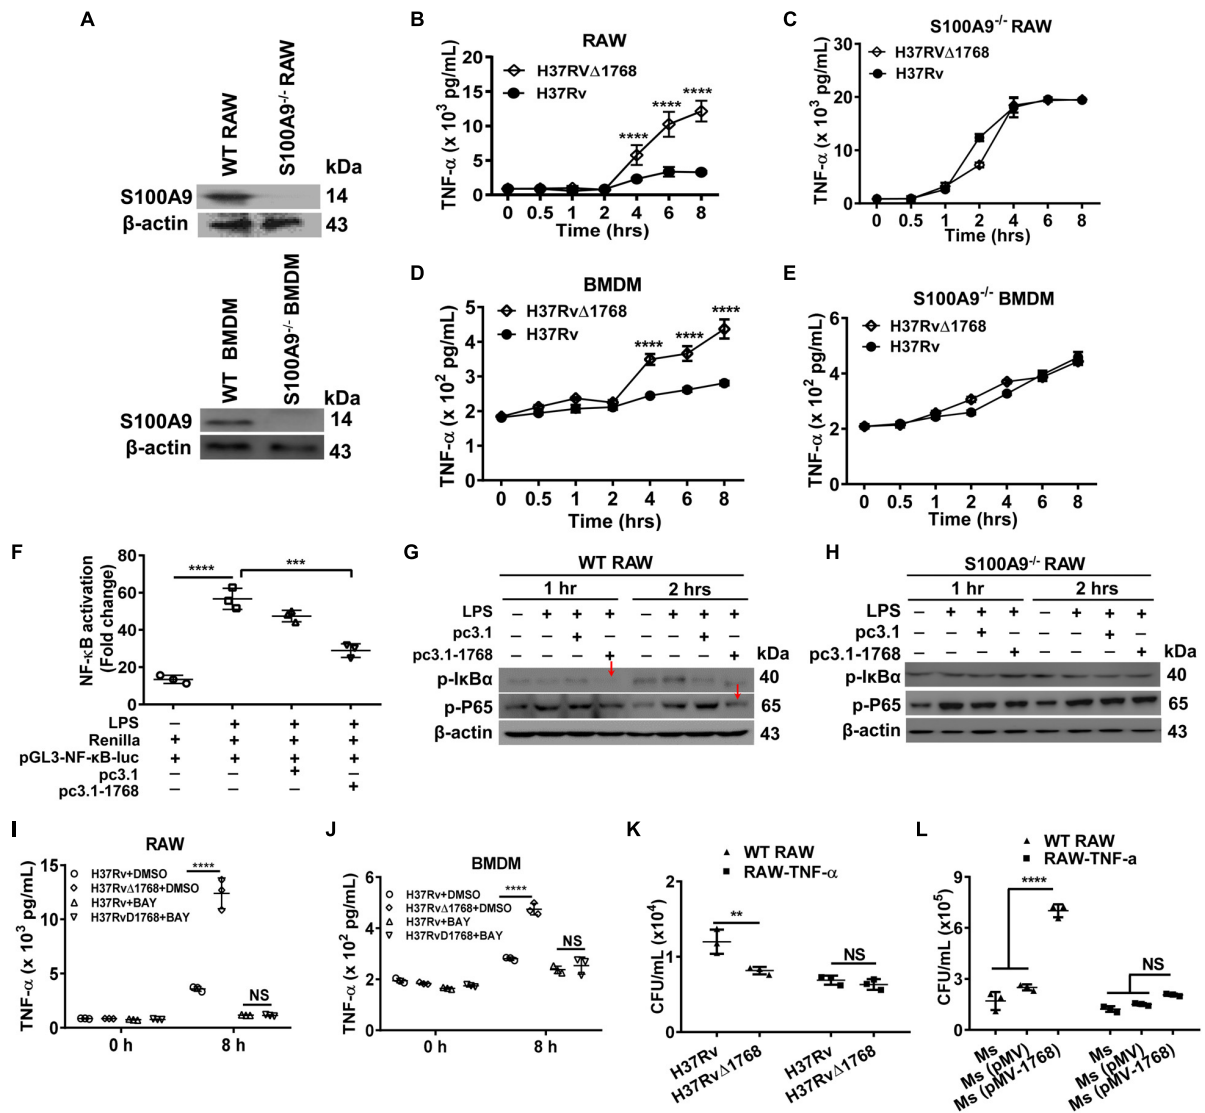 A
WT RAW
S100A9-/- RAW
kDa
S100A9
14
β-actin
43
WT BMDM
S100A9-/- BMDM
kDa
S100A9
14
β-actin
43
B
RAW
TNF-α (x 10³ pg/mL)
20
15
10
5
0
H37RVΔ1768
H37Rv
****
****
****
0 0.5 1 2 4 6 8
Time (hrs)
C
S100A9-/- RAW
TNF-α (x 10³ pg/mL)
30
20
10
0
H37RVΔ1768
H37Rv
0 0.5 1 2 4 6 8
Time (hrs)
D
BMDM
TNF-α (x 10² pg/mL)
5
4
3
2
1
0
H37RvΔ1768
H37Rv
****
****
****
0 0.5 1 2 4 6 8
Time (hrs)
E
S100A9-/- BMDM
TNF-α (x 10² pg/mL)
6
4
2
0
H37RvΔ1768
H37Rv
0 0.5 1 2 4 6 8
Time (hrs)
F
NF-κB activation
(Fold change)
80
60
40
20
0
****
***
LPS – + + +
Renilla + + + +
pGL3-NF-κB-luc + + + +
pc3.1 – – + –
pc3.1-1768 – – – +
G
WT RAW
1 hr
2 hrs
LPS – + + + – + + +
pc3.1 – – + – – – + –
pc3.1-1768 – – – + – – – +
kDa
p-IκBα
40
p-P65
65
β-actin
43
H
S100A9-/- RAW
1 hr
2 hrs
LPS – + + + – + + +
pc3.1 – – + – – – + –
pc3.1-1768 – – – + – – – +
kDa
p-IκBα
40
p-P65
65
β-actin
43
I
RAW
TNF-α (x 10³ pg/mL)
15
10
5
0
H37Rv+DMSO
H37RvΔ1768+DMSO
H37Rv+BAY
H37RvD1768+BAY
****
NS
0 h
8 h
J
BMDM
TNF-α (x 10² pg/mL)
6
4
2
0
H37Rv+DMSO
H37RvΔ1768+DMSO
H37Rv+BAY
H37RvD1768+BAY
****
NS
0 h
8 h
K
WT RAW
RAW-TNF-α
CFU/mL (x10⁴)
2
1
0
**
NS
H37Rv
H37RvΔ1768
H37Rv
H37RvΔ1768
L
WT RAW
RAW-TNF-a
CFU/mL (x10⁵)
9
6
3
0
****
NS
Ms
Ms (pMV)
Ms (pMV-1768)
Ms
Ms (pMV)
Ms (pMV-1768)